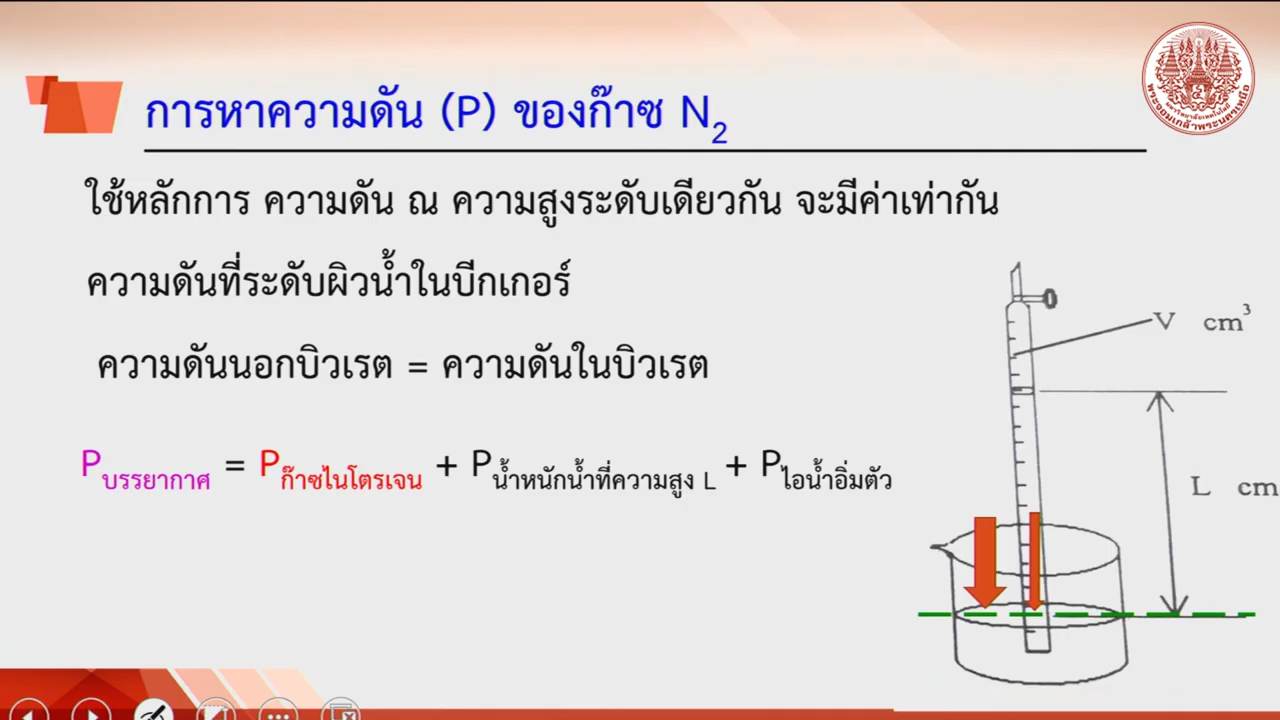 การหาความดัน (P) ของก๊าซ N2
ใช้หลักการ ความดัน ณ ความสูงระดับเดียวกัน จะมีค่าเท่ากัน
ความดันที่ระดับผิวน้ำในบีกเกอร์
ความดันนอกบิวเรต = ความดันในบิวเรต
Pบรรยากาศ = Pก๊าซไนโตรเจน + Pน้ำหนักน้ำที่ความสูง L + Pไอน้ำอิ่มตัว
V cm3
L cm